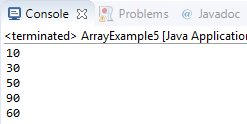 Console Problems @ Javadoc
<terminated> ArrayExample5 [Java Application
10
30
50
90
60